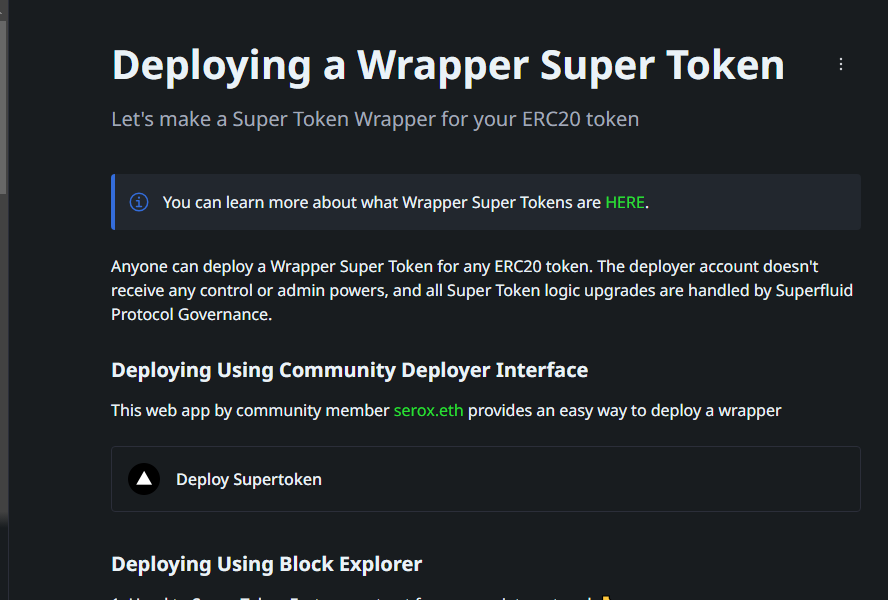 Deploying a Wrapper Super Token
Let's make a Super Token Wrapper for your ERC20 token
You can learn more about what Wrapper Super Tokens are HERE.
Anyone can deploy a Wrapper Super Token for any ERC20 token. The deployer account doesn't
receive any control or admin powers, and all Super Token logic upgrades are handled by Superfluid
Protocol Governance.
Deploying Using Community Deployer Interface
This web app by community member serox.eth provides an easy way to deploy a wrapper
Deploy Supertoken
Deploying Using Block Explorer